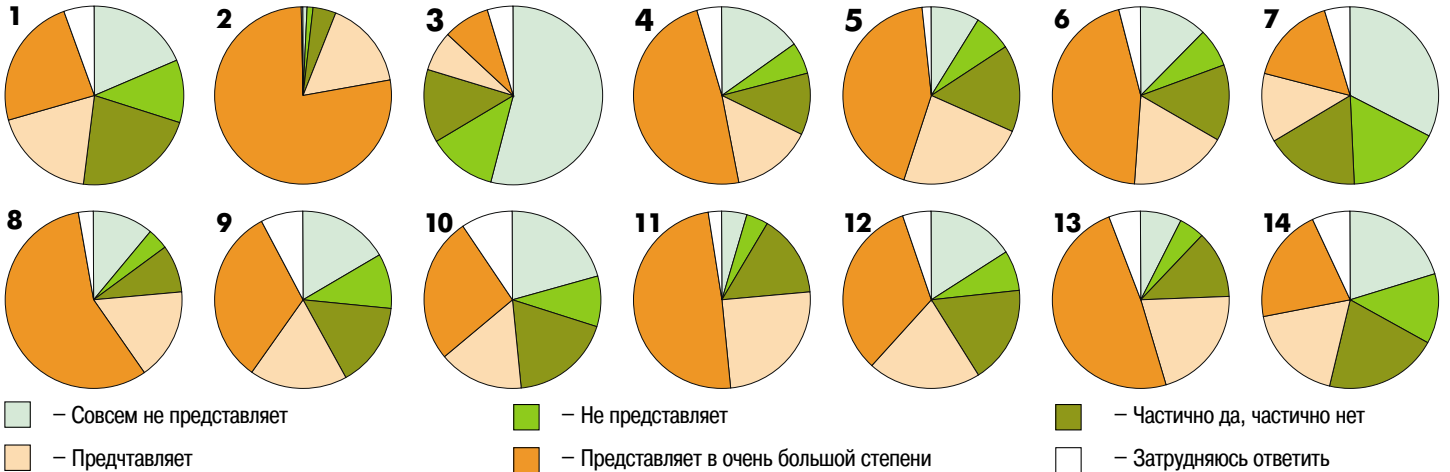 1 2 3 4 5 6 7
8 9 10 11 12 13 14
– Совсем не представляет – Не представляет – Частично да, частично нет
– Предчтавляет – Представляет в очень большой степени – Затрудняюсь ответить